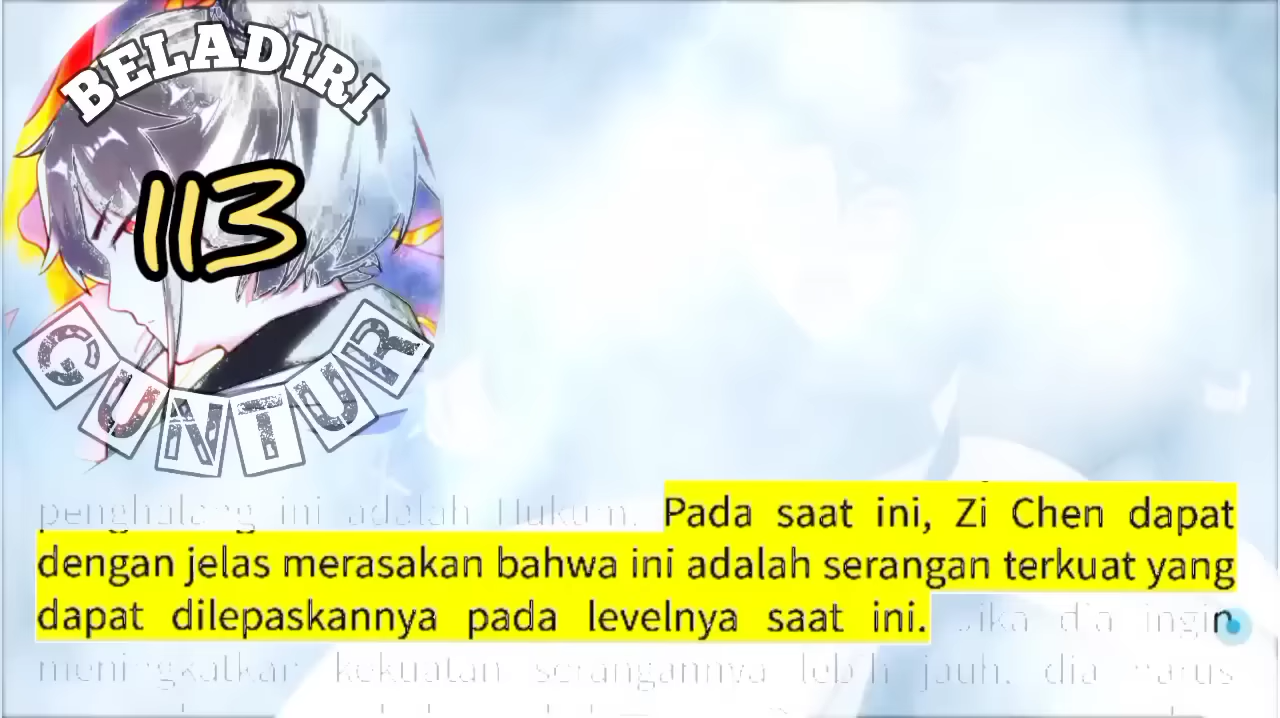 BELADIRI
113
GUNTUR
penghalang ini adalah Hukum. Pada saat ini, Zi Chen dapat
dengan jelas merasakan bahwa ini adalah serangan terkuat yang
dapat dilepaskannya pada levelnya saat ini. Jika dia ingin
meningkatkan kekuatan serangannya lebih jauh, dia harus